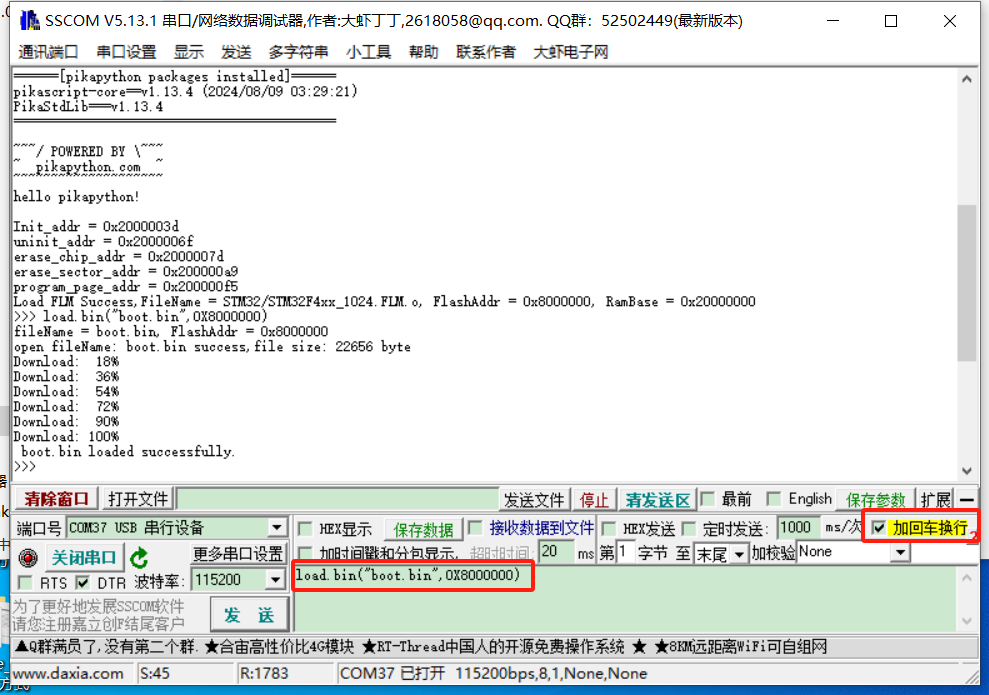 SSCOM V5.13.1 串口/网络数据调试器,作者:大虾丁丁,2618058@qq.com. QQ群: 52502449(最新版本)
通讯端口 串口设置 显示 发送 多字符串 小工具 帮助 联系作者 大虾电子网
======[pikapython packages installed]======
pikascript-core==v1.13.4 (2024/08/09 03:29:21)
PikaStdLib===v1.13.4
===========================================
~~~/ POWERED BY \~~~
~ pikapython.com ~
~~~~~~~~~~~~~~~~~~~~
hello pikapython!
Init_addr = 0x2000003d
uninit_addr = 0x2000006f
erase_chip_addr = 0x2000007d
erase_sector_addr = 0x200000a9
program_page_addr = 0x200000f5
Load FLM Success,FileName = STM32/STM32F4xx_1024.FLM.o, FlashAddr = 0x8000000, RamBase = 0x20000000
>>> load.bin("boot.bin",0X8000000)
fileName = boot.bin, FlashAddr = 0x8000000
open fileName: boot.bin success,file size: 22656 byte
Download: 18%
Download: 36%
Download: 54%
Download: 72%
Download: 90%
Download: 100%
boot.bin loaded successfully.
>>>
清除窗口 打开文件 发送文件 停止 清发送区 最前 English 保存参数 扩展 —
端口号 COM37 USB 串行设备 HEX显示 保存数据 接收数据到文件 HEX发送 定时发送: 1000 ms/次 加回车换行
关闭串口 更多串口设置 加时间戳和分包显示, 超时时间: 20 ms 第 1 字节 至 末尾 加校验 None
RTS DTR 波特率: 115200 load.bin("boot.bin",0X8000000)
为了更好地发展SSCOM软件
请您注册嘉立创F结尾客户
发 送
▲Q群满员了,没有第二个群. ★合宙高性价比4G模块 ★RT-Thread中国人的开源免费操作系统 ★ ★8KM远距离WiFi可自组网
www.daxia.com S:45 R:1783 COM37 已打开 115200bps,8,1,None,None